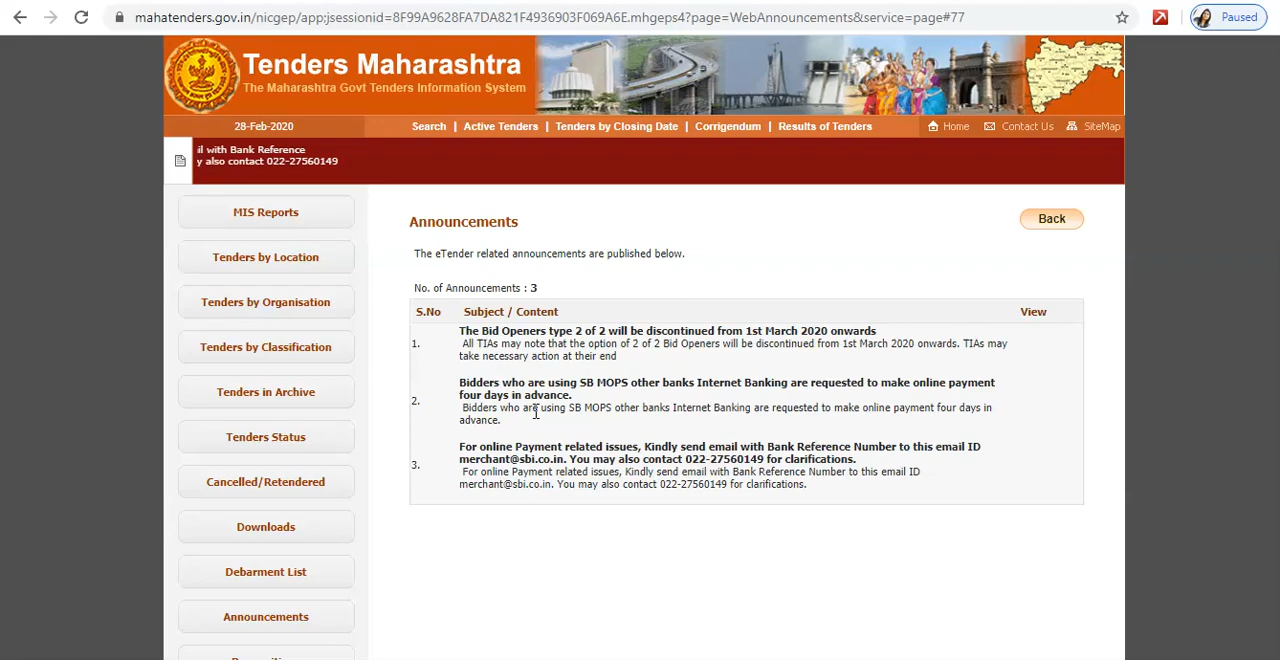 mahatenders.gov.in/nicgep/app;jsessionid=8F99A9628FA7DA821F4936903F069A6E.mhgeps4?page=WebAnnouncements&service=page#77
Paused
Tenders Maharashtra
The Maharashtra Govt Tenders Information System
28-Feb-2020
Search | Active Tenders | Tenders by Closing Date | Corrigendum | Results of Tenders
Home Contact Us SiteMap
il with Bank Reference
y also contact 022-27560149
MIS Reports
Tenders by Location
Tenders by Organisation
Tenders by Classification
Tenders in Archive
Tenders Status
Cancelled/Retendered
Downloads
Debarment List
Announcements
Announcements
Back
The eTender related announcements are published below.
No. of Announcements : 3
S.No Subject / Content View
1.
The Bid Openers type 2 of 2 will be discontinued from 1st March 2020 onwards
All TIAs may note that the option of 2 of 2 Bid Openers will be discontinued from 1st March 2020 onwards. TIAs may
take necessary action at their end
2.
Bidders who are using SB MOPS other banks Internet Banking are requested to make online payment
four days in advance.
Bidders who are using SB MOPS other banks Internet Banking are requested to make online payment four days in
advance.
3.
For online Payment related issues, Kindly send email with Bank Reference Number to this email ID
merchant@sbi.co.in. You may also contact 022-27560149 for clarifications.
For online Payment related issues, Kindly send email with Bank Reference Number to this email ID
merchant@sbi.co.in. You may also contact 022-27560149 for clarifications.